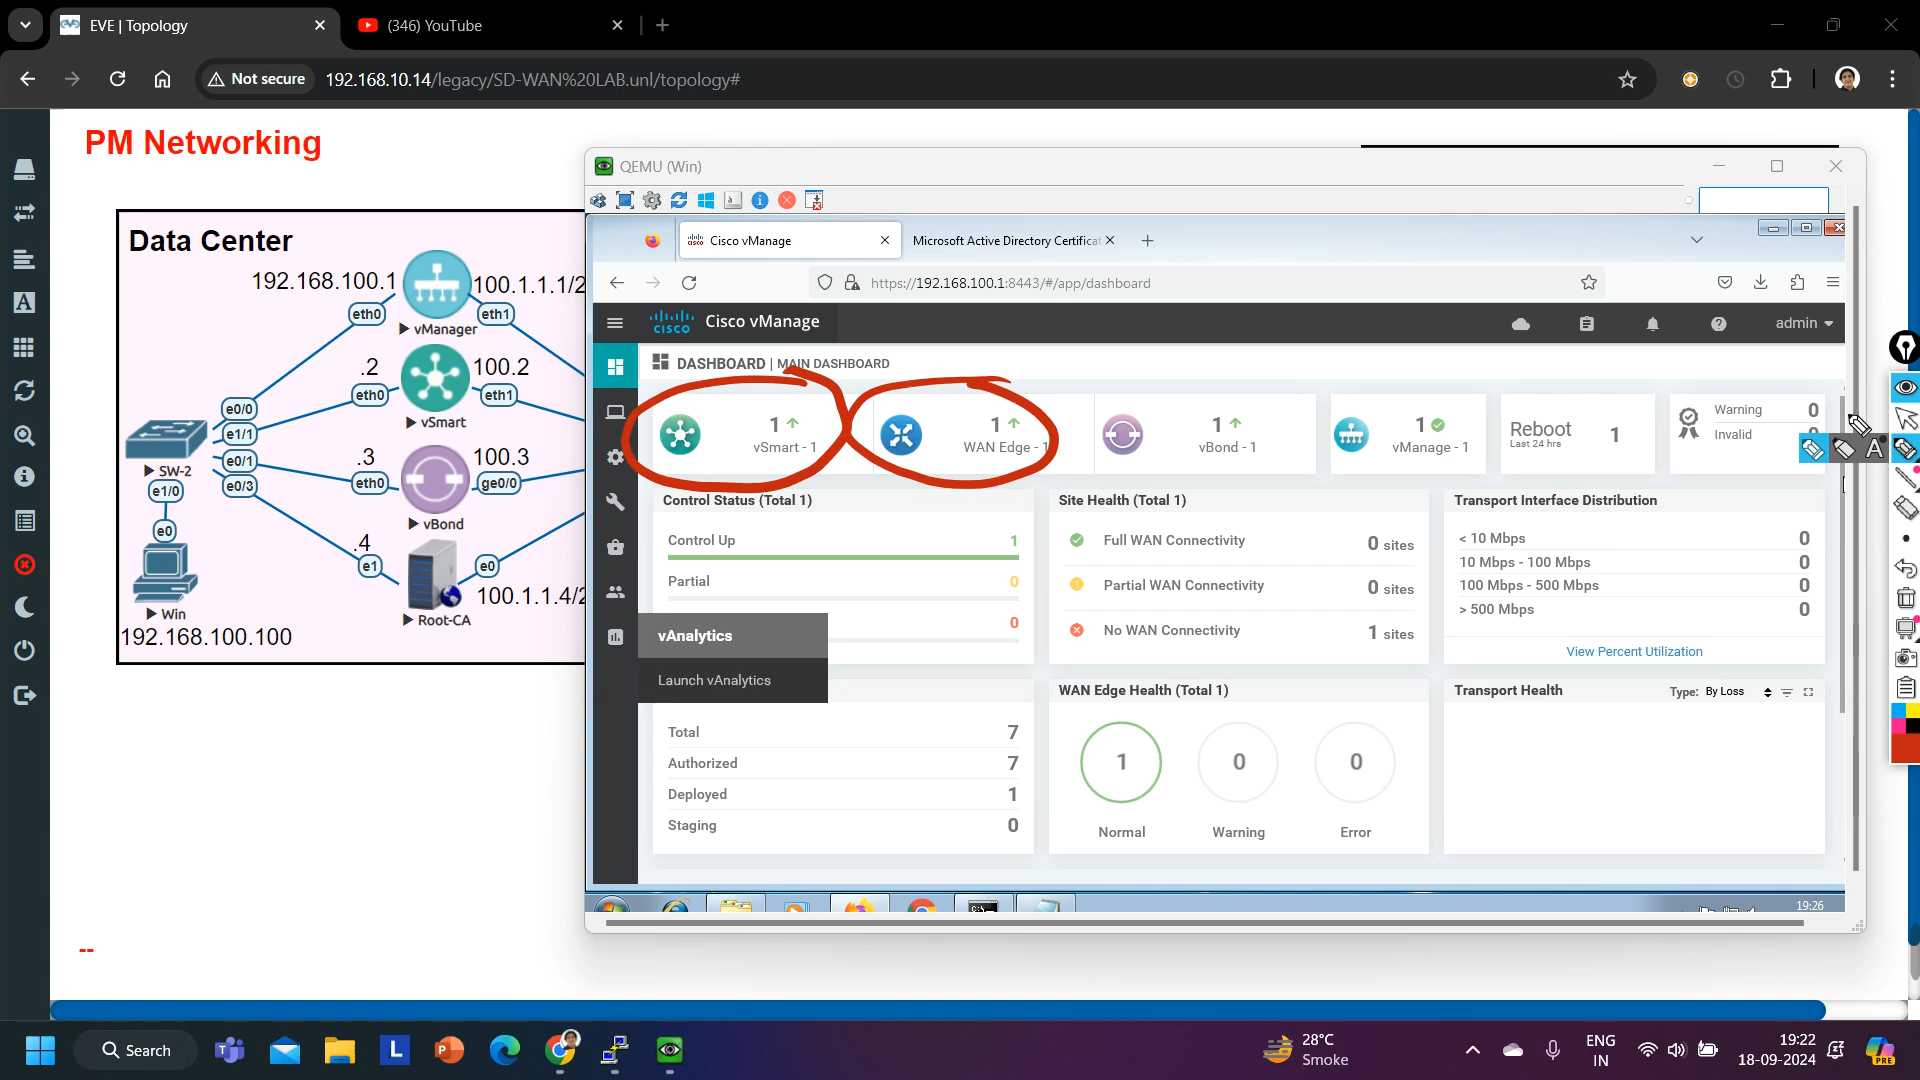 EVE | Topology
(346) YouTube
Not secure
192.168.10.14/legacy/SD-WAN%20LAB.unl/topology#
PM Networking
Data Center
192.168.100.1
100.1.1.1/2
eth0
eth1
vManager
.2
100.2
eth0
eth1
vSmart
e0/0
e1/1
e0/1
e0/3
SW-2
e1/0
.3
100.3
eth0
ge0/0
vBond
e0
.4
e1
e0
100.1.1.4/2
Root-CA
Win
192.168.100.100
--
QEMU (Win)
Cisco vManage
Microsoft Active Directory Certificat
https://192.168.100.1:8443/#/app/dashboard
CISCO
Cisco vManage
admin
DASHBOARD | MAIN DASHBOARD
1
vSmart - 1
1
WAN Edge - 1
1
vBond - 1
1
vManage - 1
Reboot
Last 24 hrs
1
Warning
0
Invalid
Control Status (Total 1)
Control Up
1
Partial
0
0
vAnalytics
Launch vAnalytics
Site Health (Total 1)
Full WAN Connectivity
0 sites
Partial WAN Connectivity
0 sites
No WAN Connectivity
1 sites
Transport Interface Distribution
< 10 Mbps
0
10 Mbps - 100 Mbps
0
100 Mbps - 500 Mbps
0
> 500 Mbps
0
View Percent Utilization
Total
7
Authorized
7
Deployed
1
Staging
0
WAN Edge Health (Total 1)
1
0
0
Normal
Warning
Error
Transport Health
Type: By Loss
19:26
Search
28°C
Smoke
ENG
IN
19:22
18-09-2024